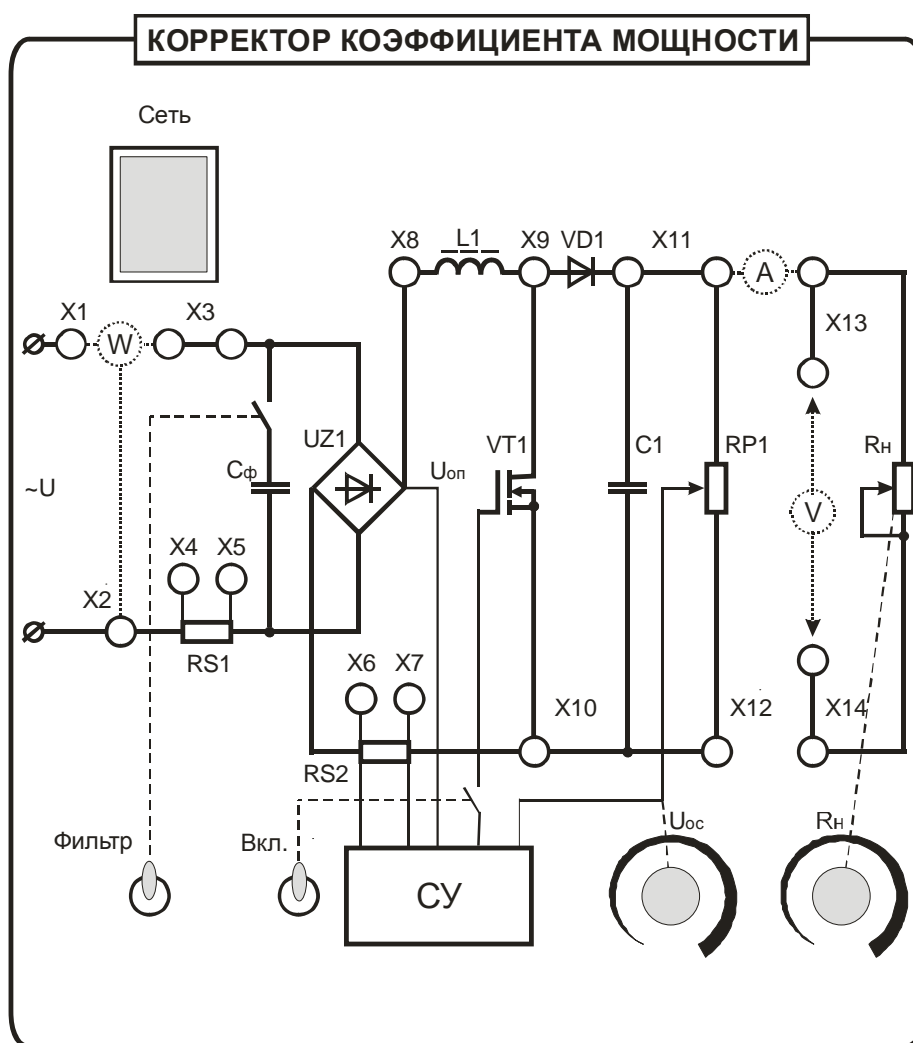 КОРРЕКТОР КОЭФФИЦИЕНТА МОЩНОСТИ
Сеть
X8 L1 X9 VD1 X11
A
X1 W X3
X13
UZ1
Uоп
VT1
C1
RP1
Rн
Cф
~U
V
X4 X5
X2
RS1
X6 X7
X10 X12 X14
RS2
Фильтр
Вкл.
Uос
Rн
СУ